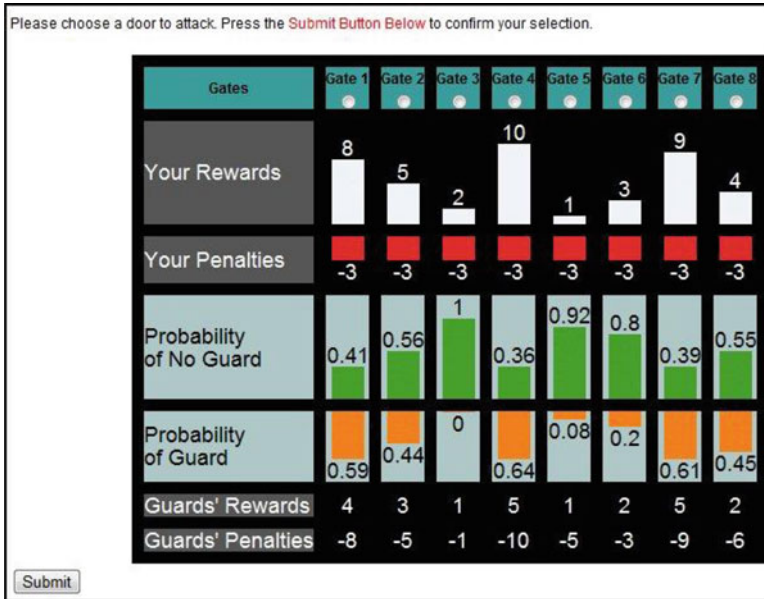 Please choose a door to attack. Press the Submit Button Below to confirm your selection.
Gates Gate 1 Gate 2 Gate 3 Gate 4 Gate 5 Gate 6 Gate 7 Gate 8
Your Rewards 8 5 2 10 1 3 9 4
Your Penalties -3 -3 -3 -3 -3 -3 -3 -3
Probability
of No Guard 0.41 0.56 1 0.36 0.92 0.8 0.39 0.55
Probability
of Guard 0.59 0.44 0 0.64 0.08 0.2 0.61 0.45
Guards' Rewards 4 3 1 5 1 2 5 2
Guards' Penalties -8 -5 -1 -10 -5 -3 -9 -6
Submit